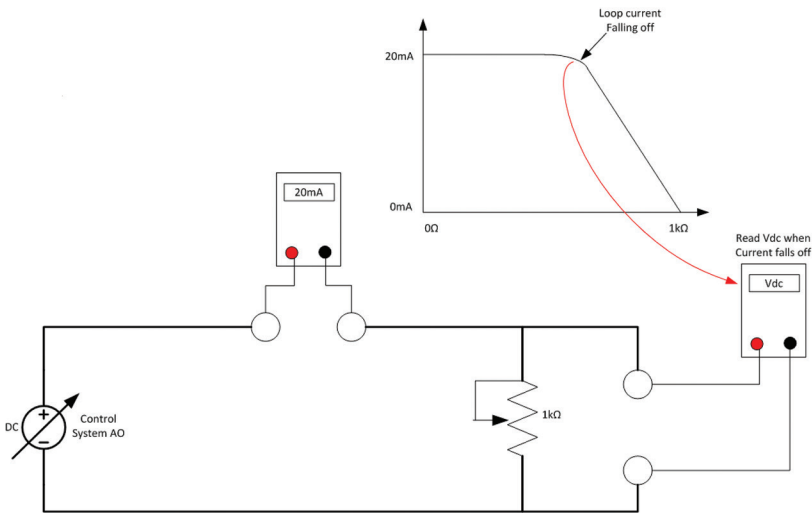 Loop current
Falling off
20mA
0mA
0Ω
1kΩ
20mA
Read Vdc when
Current falls off
Vdc
+
−
DC
Control
System AO
1kΩ